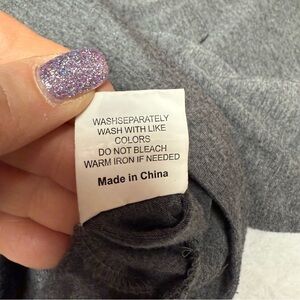 WASHSEPARATELY
WASH WITH LIKE
COLORS
DO NOT BLEACH
WARM IRON IF NEEDED
Made in China